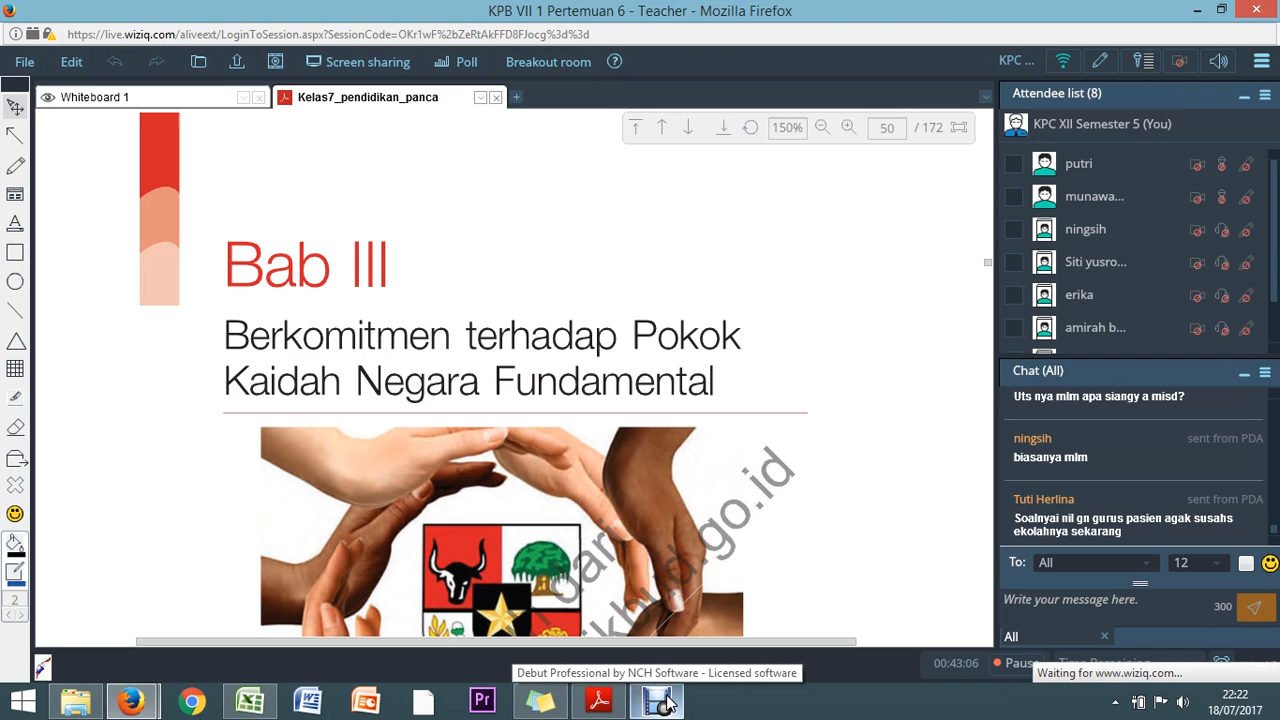 KPB VII 1 Pertemuan 6 - Teacher - Mozilla Firefox
https://live.wiziq.com/aliveext/LoginToSession.aspx?SessionCode=OKr1wF%2bZeRtAkFFD8FJocg%3d%3d
File Edit Screen sharing Poll Breakout room ? KPC ...
Whiteboard 1
Kelas7_pendidikan_panca
150% 50 / 172
Bab III
Berkomitmen terhadap Pokok
Kaidah Negara Fundamental
dari
.go.id
Attendee list (8)
KPC XII Semester 5 (You)
putri
munawa...
ningsih
Siti yusro...
erika
amirah b...
Chat (All)
Uts nya mlm apa siangy a misd?
ningsih sent from PDA
biasanya mlm
Tuti Herlina sent from PDA
Soalnyai nil gn gurus pasien agak susahs
ekolahnya sekarang
To: All 12
Write your message here. 300
All
00:43:06 Paus
Waiting for www.wiziq.com...
Debut Professional by NCH Software - Licensed software
2
Pr
22:22
18/07/2017